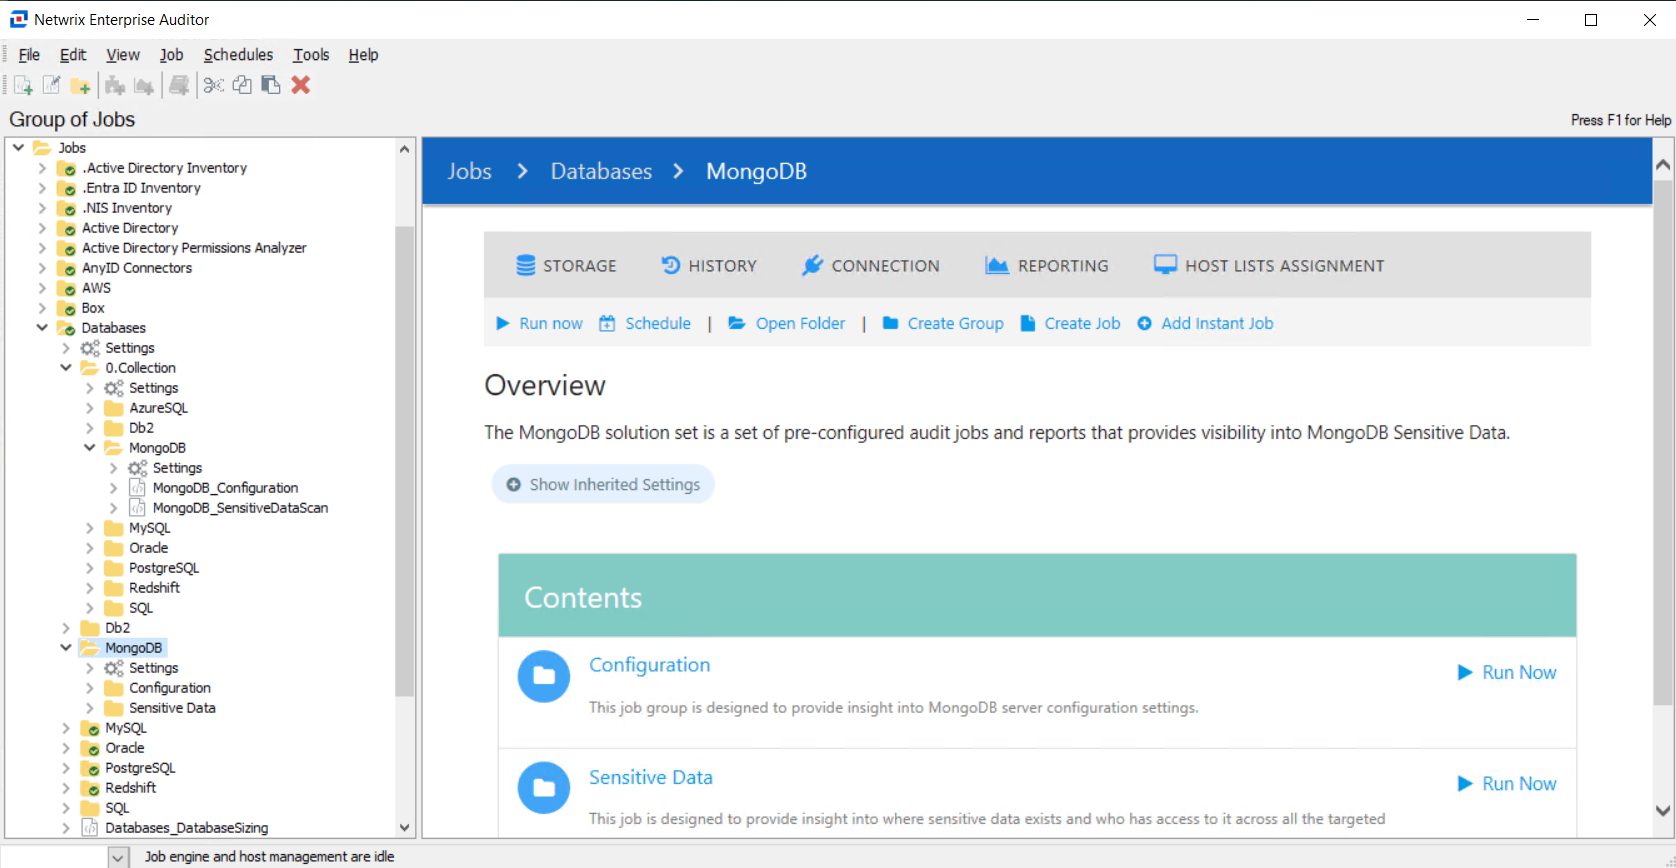 Netwrix Enterprise Auditor
File Edit View Job Schedules Tools Help
Group of Jobs
Press F1 for Help
Jobs
.Active Directory Inventory
.Entra ID Inventory
.NIS Inventory
Active Directory
Active Directory Permissions Analyzer
AnyID Connectors
AWS
Box
Databases
Settings
0.Collection
Settings
AzureSQL
Db2
MongoDB
Settings
MongoDB_Configuration
MongoDB_SensitiveDataScan
MySQL
Oracle
PostgreSQL
Redshift
SQL
Db2
MongoDB
Settings
Configuration
Sensitive Data
MySQL
Oracle
PostgreSQL
Redshift
SQL
Databases_DatabaseSizing
Jobs > Databases > MongoDB
STORAGE HISTORY CONNECTION REPORTING HOST LISTS ASSIGNMENT
Run now Schedule | Open Folder | Create Group Create Job Add Instant Job
Overview
The MongoDB solution set is a set of pre-configured audit jobs and reports that provides visibility into MongoDB Sensitive Data.
Show Inherited Settings
Contents
Configuration
Run Now
This job group is designed to provide insight into MongoDB server configuration settings.
Sensitive Data
Run Now
This job is designed to provide insight into where sensitive data exists and who has access to it across all the targeted
Job engine and host management are idle